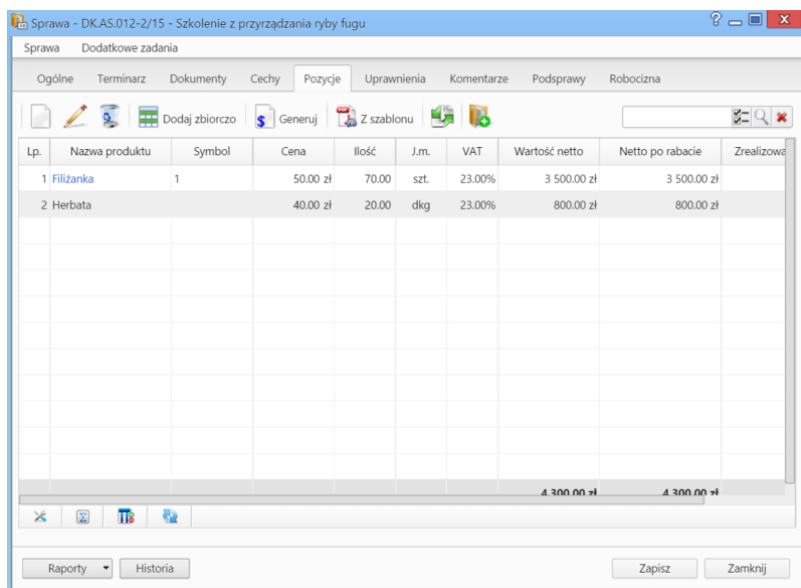 Sprawa - DK.AS.012-2/15 - Szkolenie z przyrządzania ryby fugu
Sprawa Dodatkowe zadania
Ogólne Terminarz Dokumenty Cechy Pozycje Uprawnienia Komentarze Podsprawy Robocizna
Dodaj zbiorczo $ Generuj Z szablonu
Lp. Nazwa produktu Symbol Cena Ilość J.m. VAT Wartość netto Netto po rabacie Zrealizowa
1 Filiżanka 1 50.00 zł 70.00 szt. 23.00% 3 500.00 zł 3 500.00 zł
2 Herbata 40.00 zł 20.00 dkg 23.00% 800.00 zł 800.00 zł
4 300.00 zł 4 300.00 zł
Raporty Historia Zapisz Zamknij